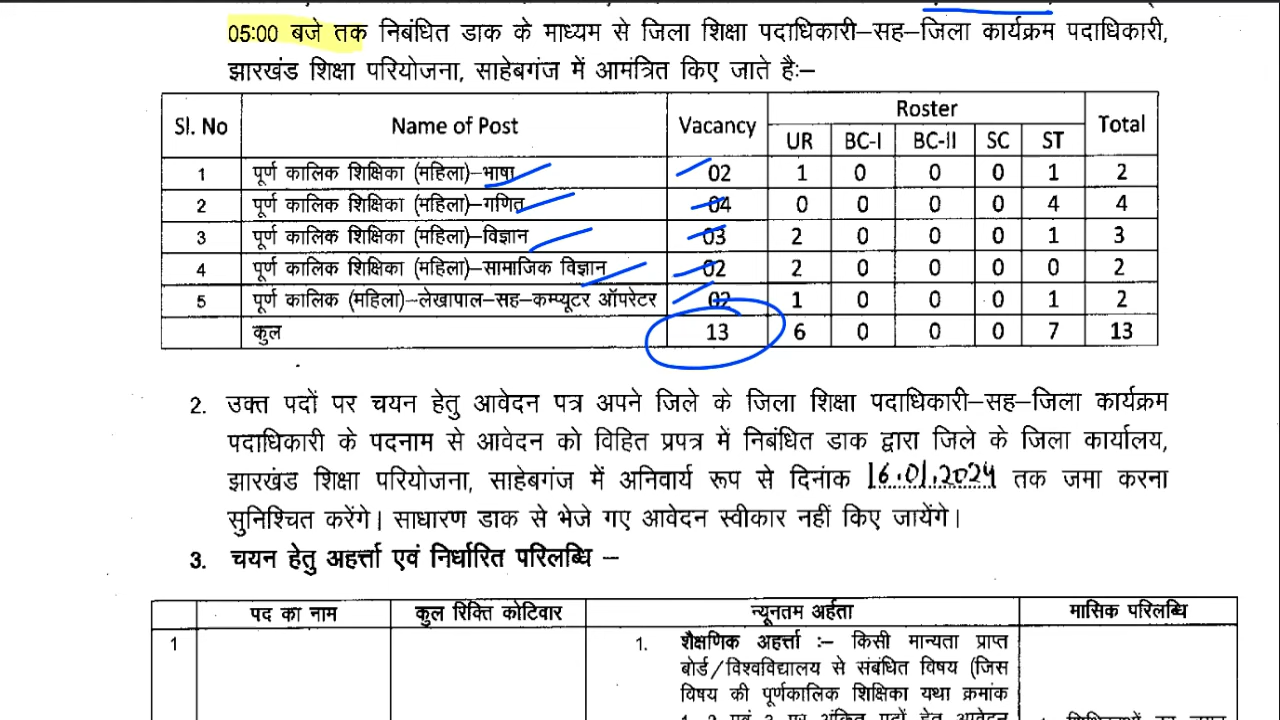 05:00 बजे तक निबंधित डाक के माध्यम से जिला शिक्षा पदाधिकारी–सह–जिला कार्यक्रम पदाधिकारी,
झारखंड शिक्षा परियोजना, साहेबगंज में आमंत्रित किए जाते हैः–
Sl. No Name of Post Vacancy Roster Total
UR BC-I BC-II SC ST
1 पूर्ण कालिक शिक्षिका (महिला)–भाषा 02 1 0 0 0 1 2
2 पूर्ण कालिक शिक्षिका (महिला)–गणित 04 0 0 0 0 4 4
3 पूर्ण कालिक शिक्षिका (महिला)–विज्ञान 03 2 0 0 0 1 3
4 पूर्ण कालिक शिक्षिका (महिला)–सामाजिक विज्ञान 02 2 0 0 0 0 2
5 पूर्ण कालिक (महिला)–लेखापाल–सह–कम्प्यूटर ऑपरेटर 02 1 0 0 0 1 2
कुल 13 6 0 0 0 7 13
2. उक्त पदों पर चयन हेतु आवेदन पत्र अपने जिले के जिला शिक्षा पदाधिकारी–सह–जिला कार्यक्रम
पदाधिकारी के पदनाम से आवेदन को विहित प्रपत्र में निबंधित डाक द्वारा जिले के जिला कार्यालय,
झारखंड शिक्षा परियोजना, साहेबगंज में अनिवार्य रूप से दिनांक 16.01.2024 तक जमा करना
सुनिश्चित करेंगे। साधारण डाक से भेजे गए आवेदन स्वीकार नहीं किए जायेंगे।
3. चयन हेतु अहर्त्ता एवं निर्धारित परिलब्धि –
पद का नाम कुल रिक्ति कोटिवार न्यूनतम अर्हता मासिक परिलब्धि
1 1. शैक्षणिक अहर्त्ता :– किसी मान्यता प्राप्त
बोर्ड/विश्वविद्यालय से संबंधित विषय (जिस
विषय की पूर्णकालिक शिक्षिका यथा क्रमांक